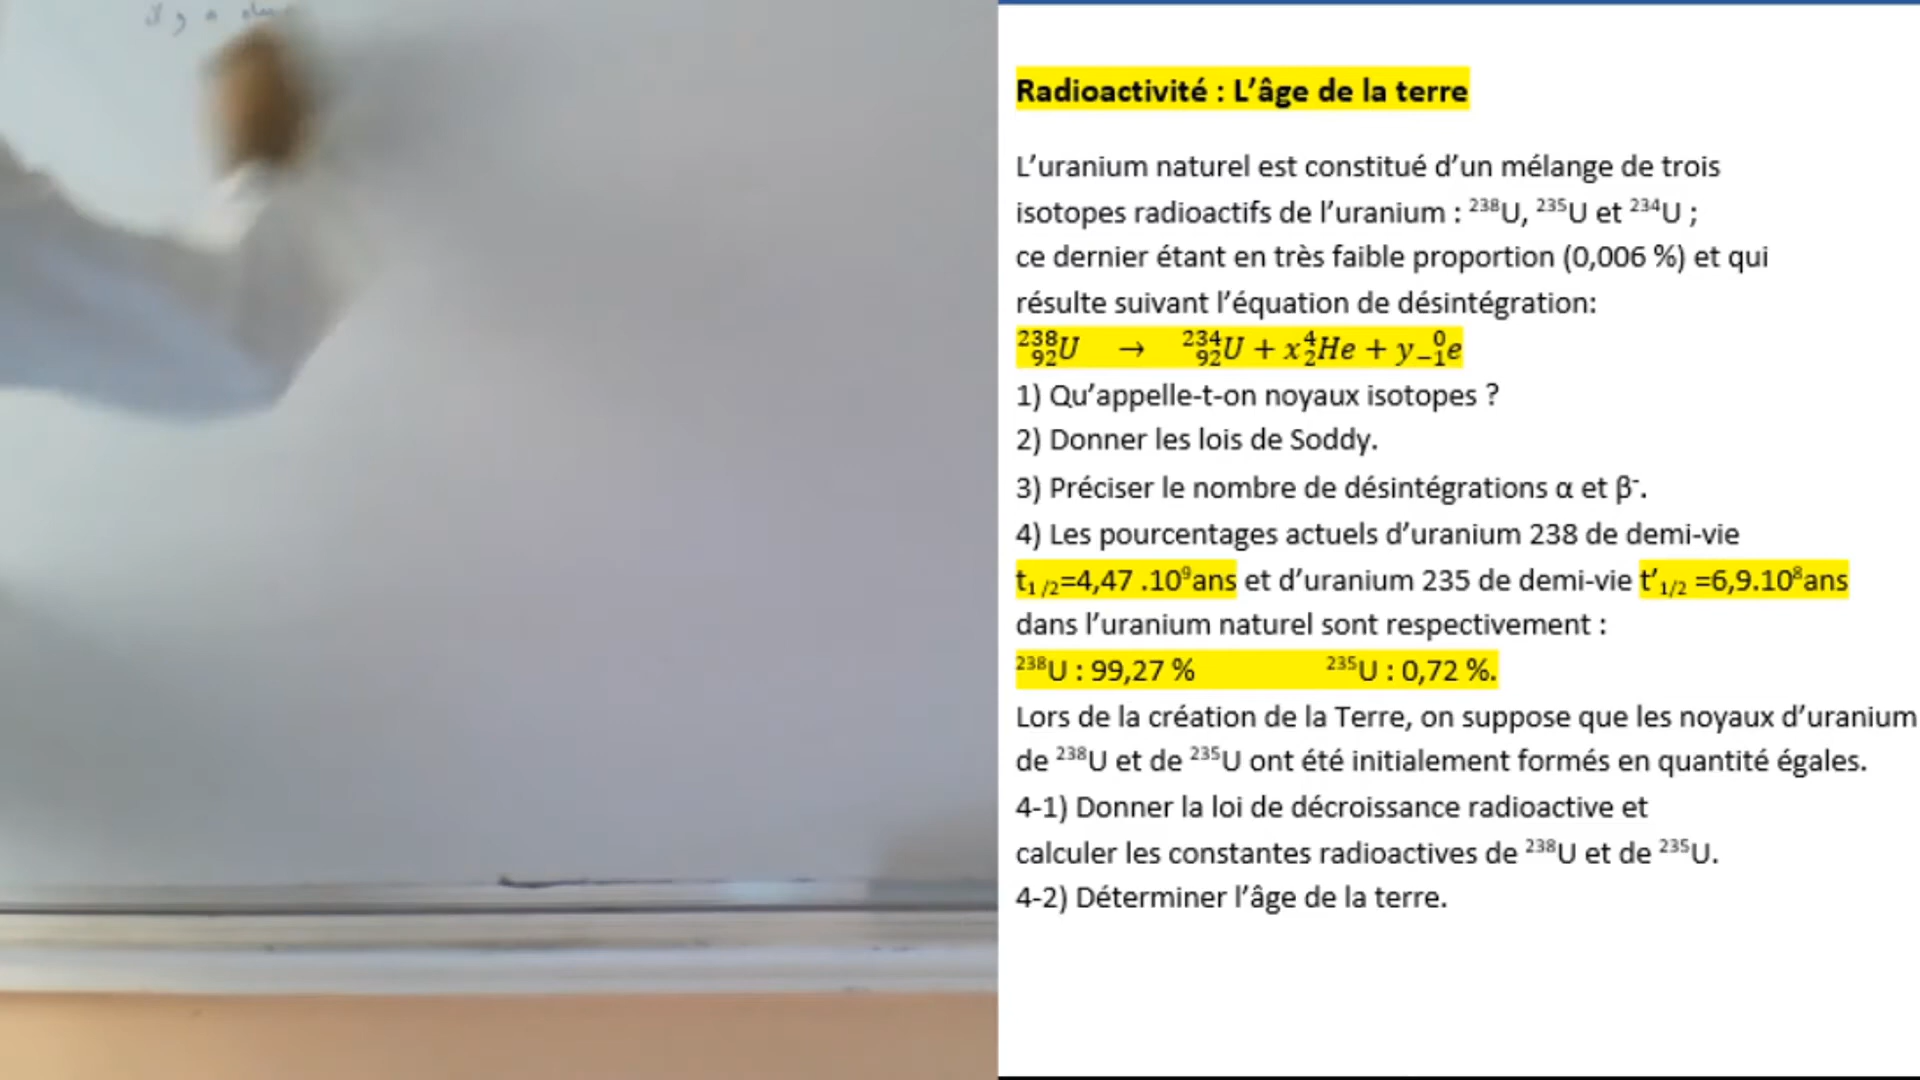 il y a
Radioactivité : L’âge de la terre
L’uranium naturel est constitué d’un mélange de trois
isotopes radioactifs de l’uranium : ²³⁸U, ²³⁵U et ²³⁴U ;
ce dernier étant en très faible proportion (0,006 %) et qui
résulte suivant l’équation de désintégration:
²³⁸₉₂U → ²³⁴₉₂U + x⁴₂He + y⁰₋₁e
1) Qu’appelle-t-on noyaux isotopes ?
2) Donner les lois de Soddy.
3) Préciser le nombre de désintégrations α et β⁻.
4) Les pourcentages actuels d’uranium 238 de demi-vie
t₁/₂=4,47 .10⁹ans et d’uranium 235 de demi-vie t’₁/₂ =6,9.10⁸ans
dans l’uranium naturel sont respectivement :
²³⁸U : 99,27 % ²³⁵U : 0,72 %.
Lors de la création de la Terre, on suppose que les noyaux d’uranium
de ²³⁸U et de ²³⁵U ont été initialement formés en quantité égales.
4-1) Donner la loi de décroissance radioactive et
calculer les constantes radioactives de ²³⁸U et de ²³⁵U.
4-2) Déterminer l’âge de la terre.